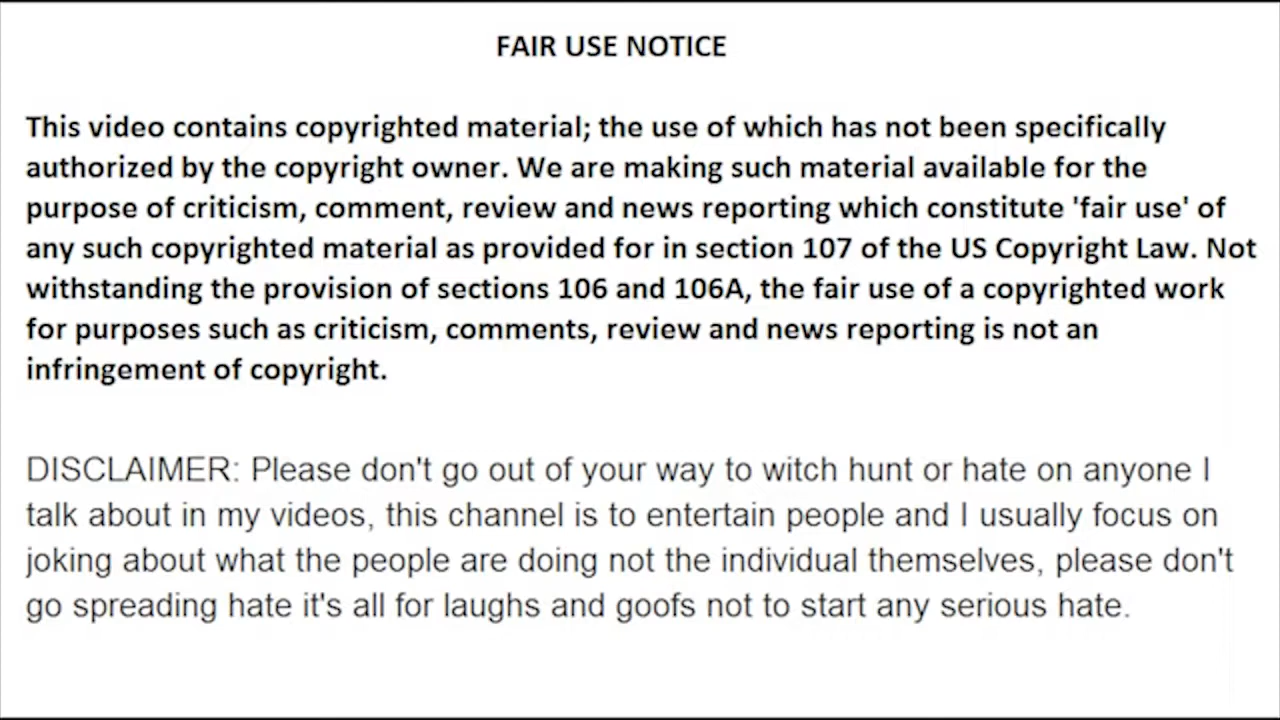 FAIR USE NOTICE
This video contains copyrighted material; the use of which has not been specifically
authorized by the copyright owner. We are making such material available for the
purpose of criticism, comment, review and news reporting which constitute 'fair use' of
any such copyrighted material as provided for in section 107 of the US Copyright Law. Not
withstanding the provision of sections 106 and 106A, the fair use of a copyrighted work
for purposes such as criticism, comments, review and news reporting is not an
infringement of copyright.
DISCLAIMER: Please don't go out of your way to witch hunt or hate on anyone I
talk about in my videos, this channel is to entertain people and I usually focus on
joking about what the people are doing not the individual themselves, please don't
go spreading hate it's all for laughs and goofs not to start any serious hate.